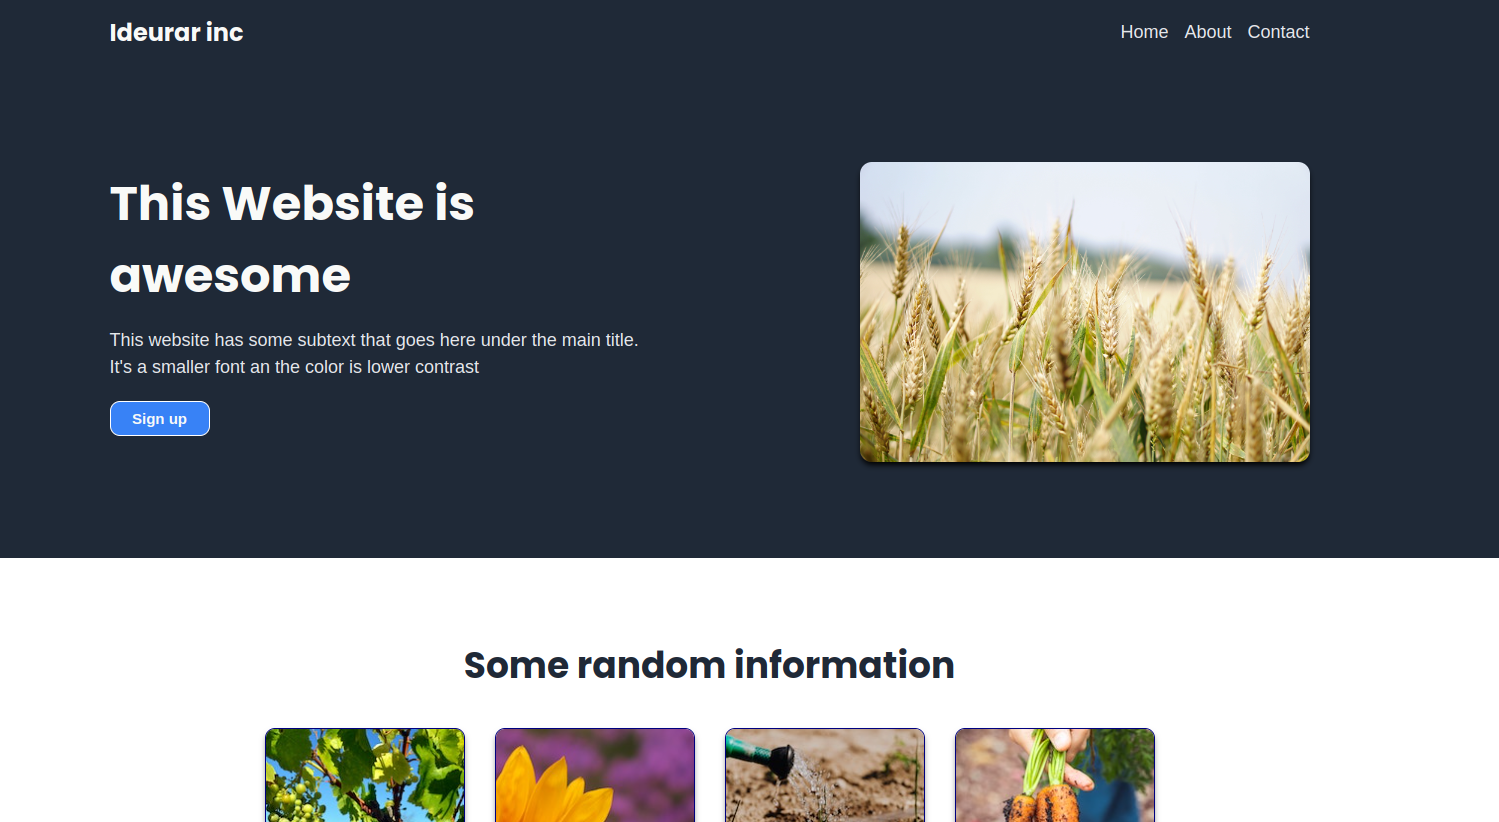 Ideurar inc
Home About Contact
This Website is
awesome
This website has some subtext that goes here under the main title.
It's a smaller font an the color is lower contrast
Sign up
Some random information